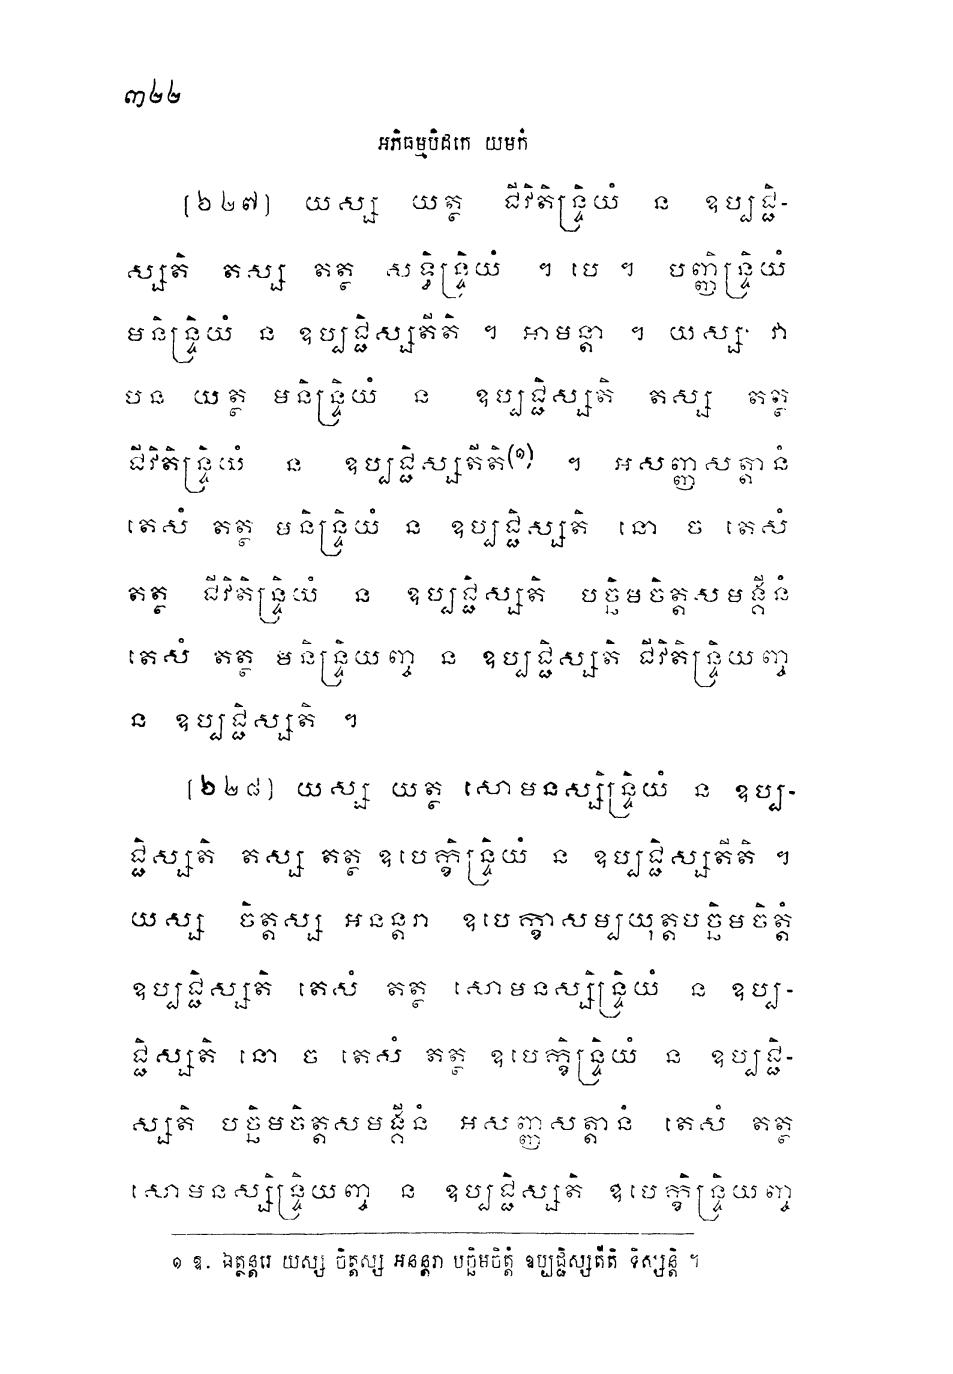 ៣២២
អភិធម្មបិដកេ យមកំ
(៦២៧) យស្ស យត្ថ ជីវិតិន្ទ្រិយំ ន ឧប្បជ្ជិ-
ស្សតិ តស្ស តត្ថ សទ្ធិន្ទ្រិយំ ។ បេ ។ បញ្ញិន្ទ្រិយំ
មនិន្ទ្រិយំ ន ឧប្បជ្ជិស្សតីតិ ។ អាមន្តា ។ យស្ស វា
បន យត្ថ មនិន្ទ្រិយំ ន ឧប្បជ្ជិស្សតិ តស្ស តត្ថ
ជីវិតិន្ទ្រិយំ ន ឧប្បជ្ជិស្សតីតិ(១) ។ អសញ្ញសត្តានំ
តេសំ តត្ថ មនិន្ទ្រិយំ ន ឧប្បជ្ជិស្សតិ នោ ច តេសំ
តត្ថ ជីវិតិន្ទ្រិយំ ន ឧប្បជ្ជិស្សតិ បច្ឆិមចិត្តសមង្គីនំ
តេសំ តត្ថ មនិន្ទ្រិយញ្ច ន ឧប្បជ្ជិស្សតិ ជីវិតិន្ទ្រិយញ្ច
ន ឧប្បជ្ជិស្សតិ ។
(៦២៨) យស្ស យត្ថ សោមនស្សិន្ទ្រិយំ ន ឧប្ប-
ជ្ជិស្សតិ តស្ស តត្ថ ឧបេក្ខិន្ទ្រិយំ ន ឧប្បជ្ជិស្សតីតិ ។
យស្ស ចិត្តស្ស អនន្តរា ឧបេក្ខាសម្បយុត្តបច្ឆិមចិត្តំ
ឧប្បជ្ជិស្សតិ តេសំ តត្ថ សោមនស្សិន្ទ្រិយំ ន ឧប្ប-
ជ្ជិស្សតិ នោ ច តេសំ តត្ថ ឧបេក្ខិន្ទ្រិយំ ន ឧប្បជ្ជិ-
ស្សតិ បច្ឆិមចិត្តសមង្គីនំ អសញ្ញសត្តានំ តេសំ តត្ថ
សោមនស្សិន្ទ្រិយញ្ច ន ឧប្បជ្ជិស្សតិ ឧបេក្ខិន្ទ្រិយញ្ច
១ ឧ. ឯត្ថន្តរេ យស្ស ចិត្តស្ស អនន្តរា បច្ឆិមចិត្តំ ឧប្បជ្ជិស្សតីតិ ទិស្សន្តិ ។